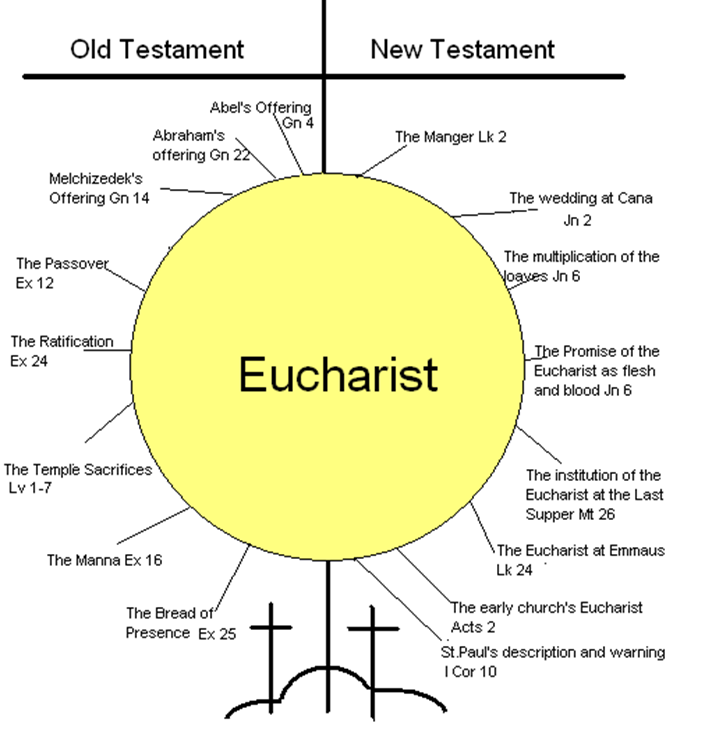 Old Testament
New Testament
Abel's Offering
Gn 4
Abraham's
offering Gn 22
Melchizedek's
Offering Gn 14
The Passover
Ex 12
The Ratification
Ex 24
The Temple Sacrifices
Lv 1-7
The Manna Ex 16
The Bread of
Presence Ex 25
Eucharist
The Manger Lk 2
The wedding at Cana
Jn 2
The multiplication of the
loaves Jn 6
The Promise of the
Eucharist as flesh
and blood Jn 6
The institution of the
Eucharist at the Last
Supper Mt 26
The Eucharist at Emmaus
Lk 24
The early church's Eucharist
Acts 2
St.Paul's description and warning
I Cor 10